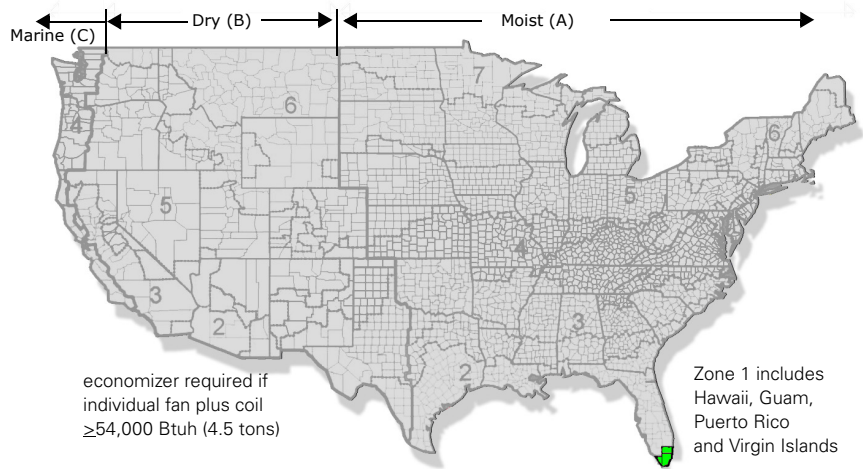 Marine (C)
Dry (B)
Moist (A)
7
6
4
6
5
5
4
3
3
2
2
economizer required if
individual fan plus coil
>54,000 Btuh (4.5 tons)
Zone 1 includes
Hawaii, Guam,
Puerto Rico
and Virgin Islands